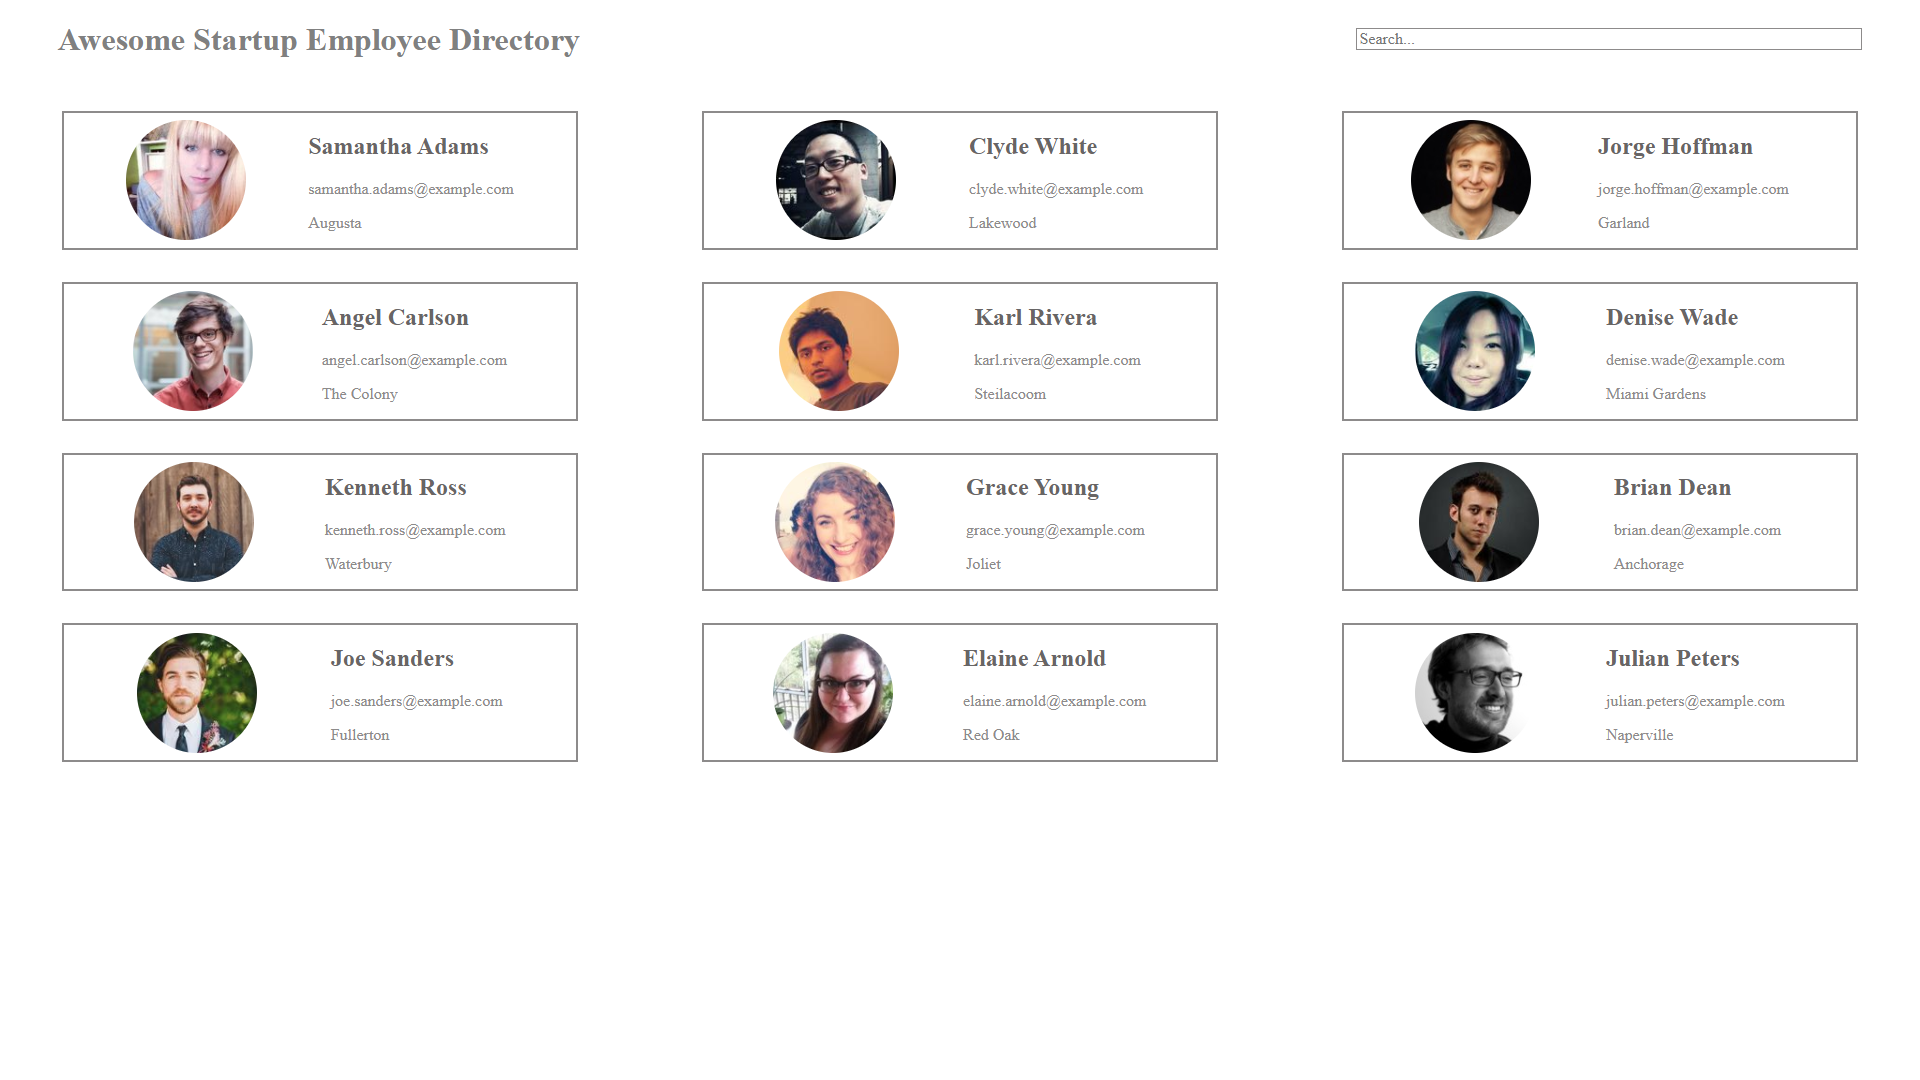 Awesome Startup Employee Directory
Search...
Samantha Adams
samantha.adams@example.com
Augusta
Clyde White
clyde.white@example.com
Lakewood
Jorge Hoffman
jorge.hoffman@example.com
Garland
Angel Carlson
angel.carlson@example.com
The Colony
Karl Rivera
karl.rivera@example.com
Steilacoom
Denise Wade
denise.wade@example.com
Miami Gardens
Kenneth Ross
kenneth.ross@example.com
Waterbury
Grace Young
grace.young@example.com
Joliet
Brian Dean
brian.dean@example.com
Anchorage
Joe Sanders
joe.sanders@example.com
Fullerton
Elaine Arnold
elaine.arnold@example.com
Red Oak
Julian Peters
julian.peters@example.com
Naperville